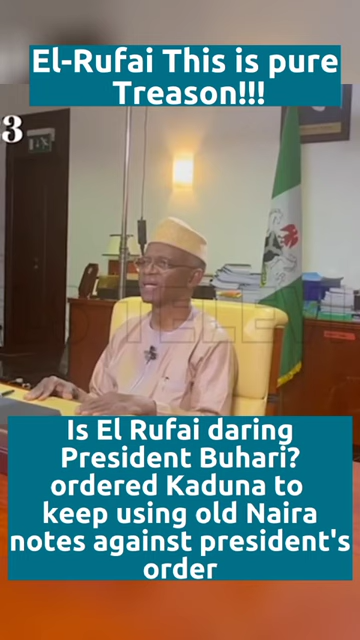 El-Rufai This is pure
Treason!!!
3
Is El Rufai daring
President Buhari?
ordered Kaduna to
keep using old Naira
notes against president's
order